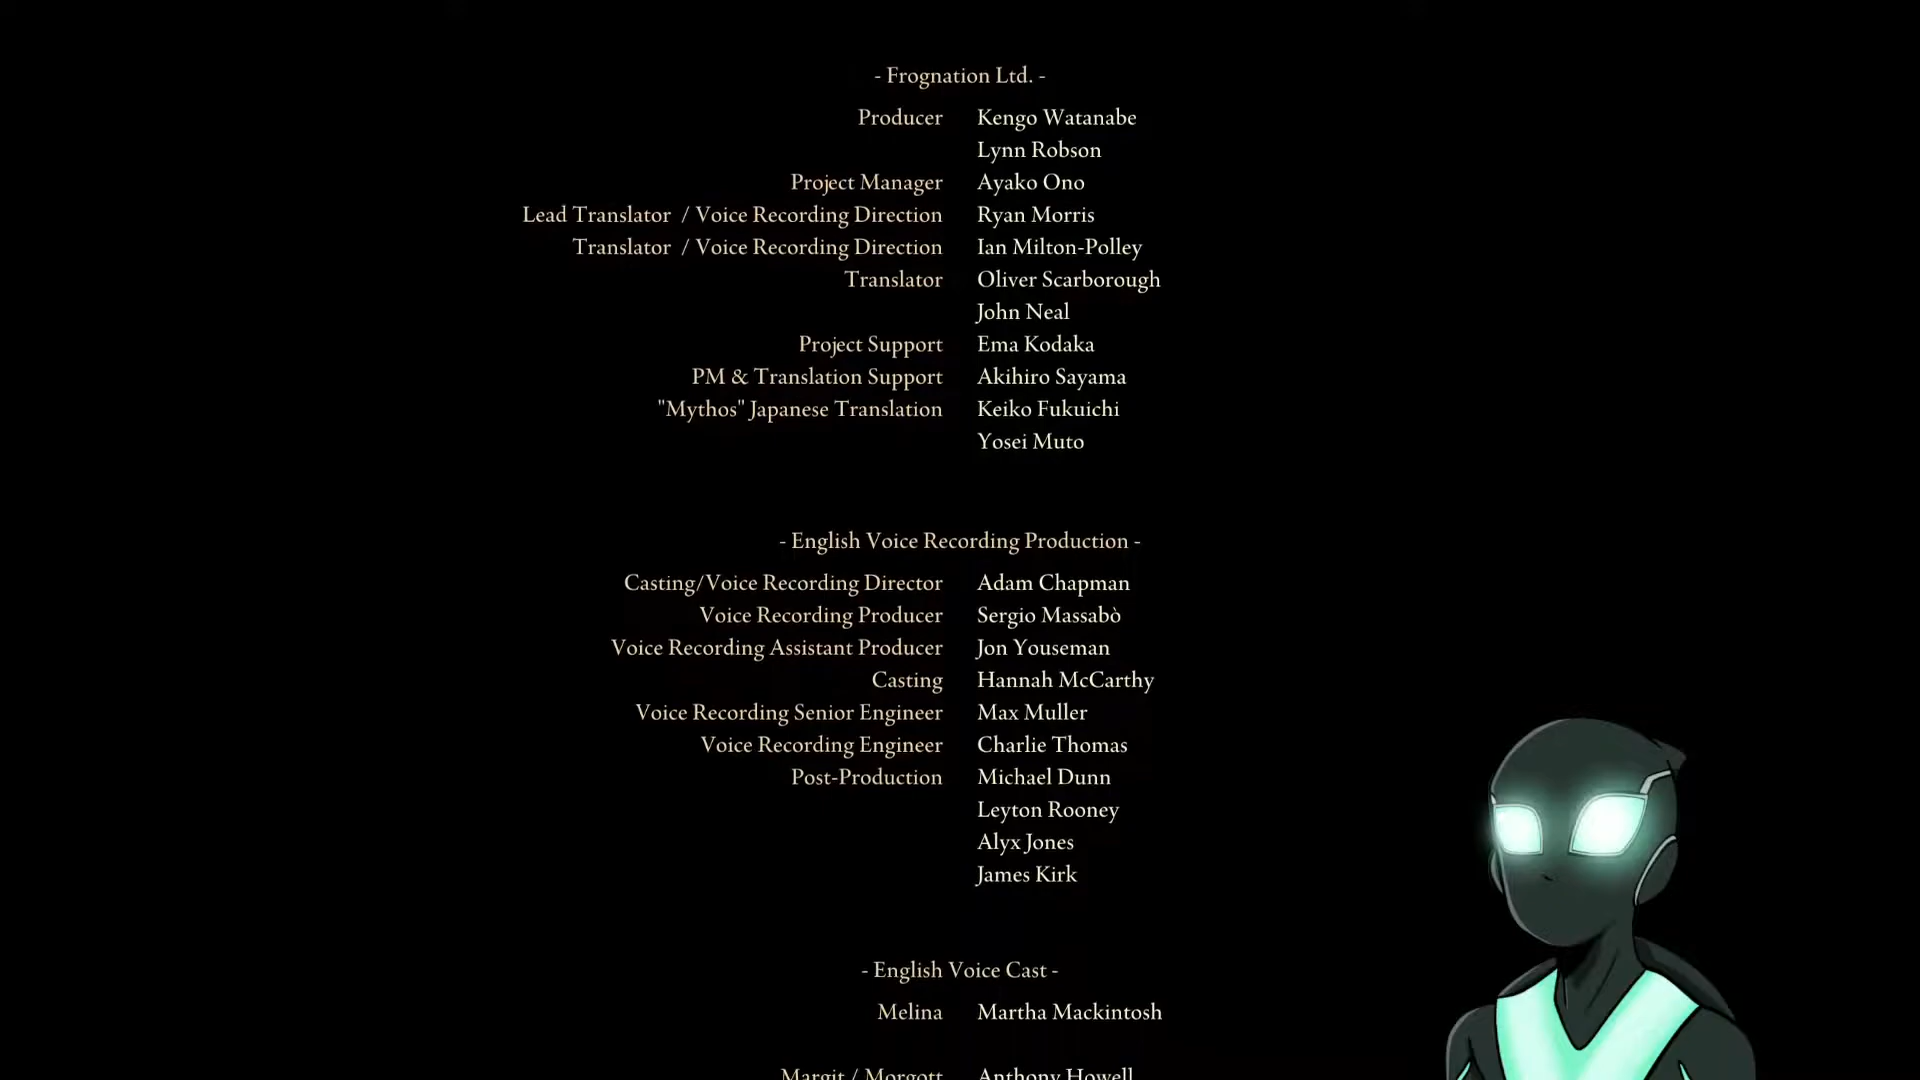 - Frognation Ltd. -
Producer Kengo Watanabe
Lynn Robson
Project Manager Ayako Ono
Lead Translator / Voice Recording Direction Ryan Morris
Translator / Voice Recording Direction Ian Milton-Polley
Translator Oliver Scarborough
John Neal
Project Support Ema Kodaka
PM & Translation Support Akihiro Sayama
"Mythos" Japanese Translation Keiko Fukuichi
Yosei Muto
- English Voice Recording Production -
Casting/Voice Recording Director Adam Chapman
Voice Recording Producer Sergio Massabò
Voice Recording Assistant Producer Jon Youseman
Casting Hannah McCarthy
Voice Recording Senior Engineer Max Muller
Voice Recording Engineer Charlie Thomas
Post-Production Michael Dunn
Leyton Rooney
Alyx Jones
James Kirk
- English Voice Cast -
Melina Martha Mackintosh
Margit / Morgott Anthony Howell